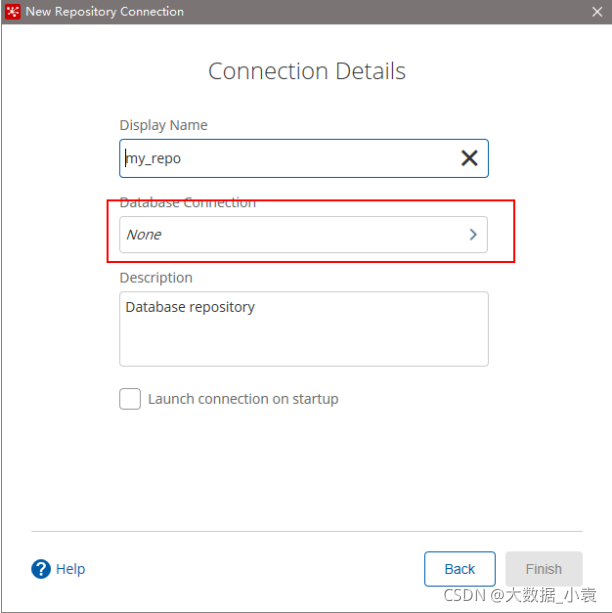 New Repository Connection
Connection Details
Display Name
my_repo
Database Connection
None
Description
Database repository
Launch connection on startup
Help
Back
Finish
CSDN @大数据_小袁